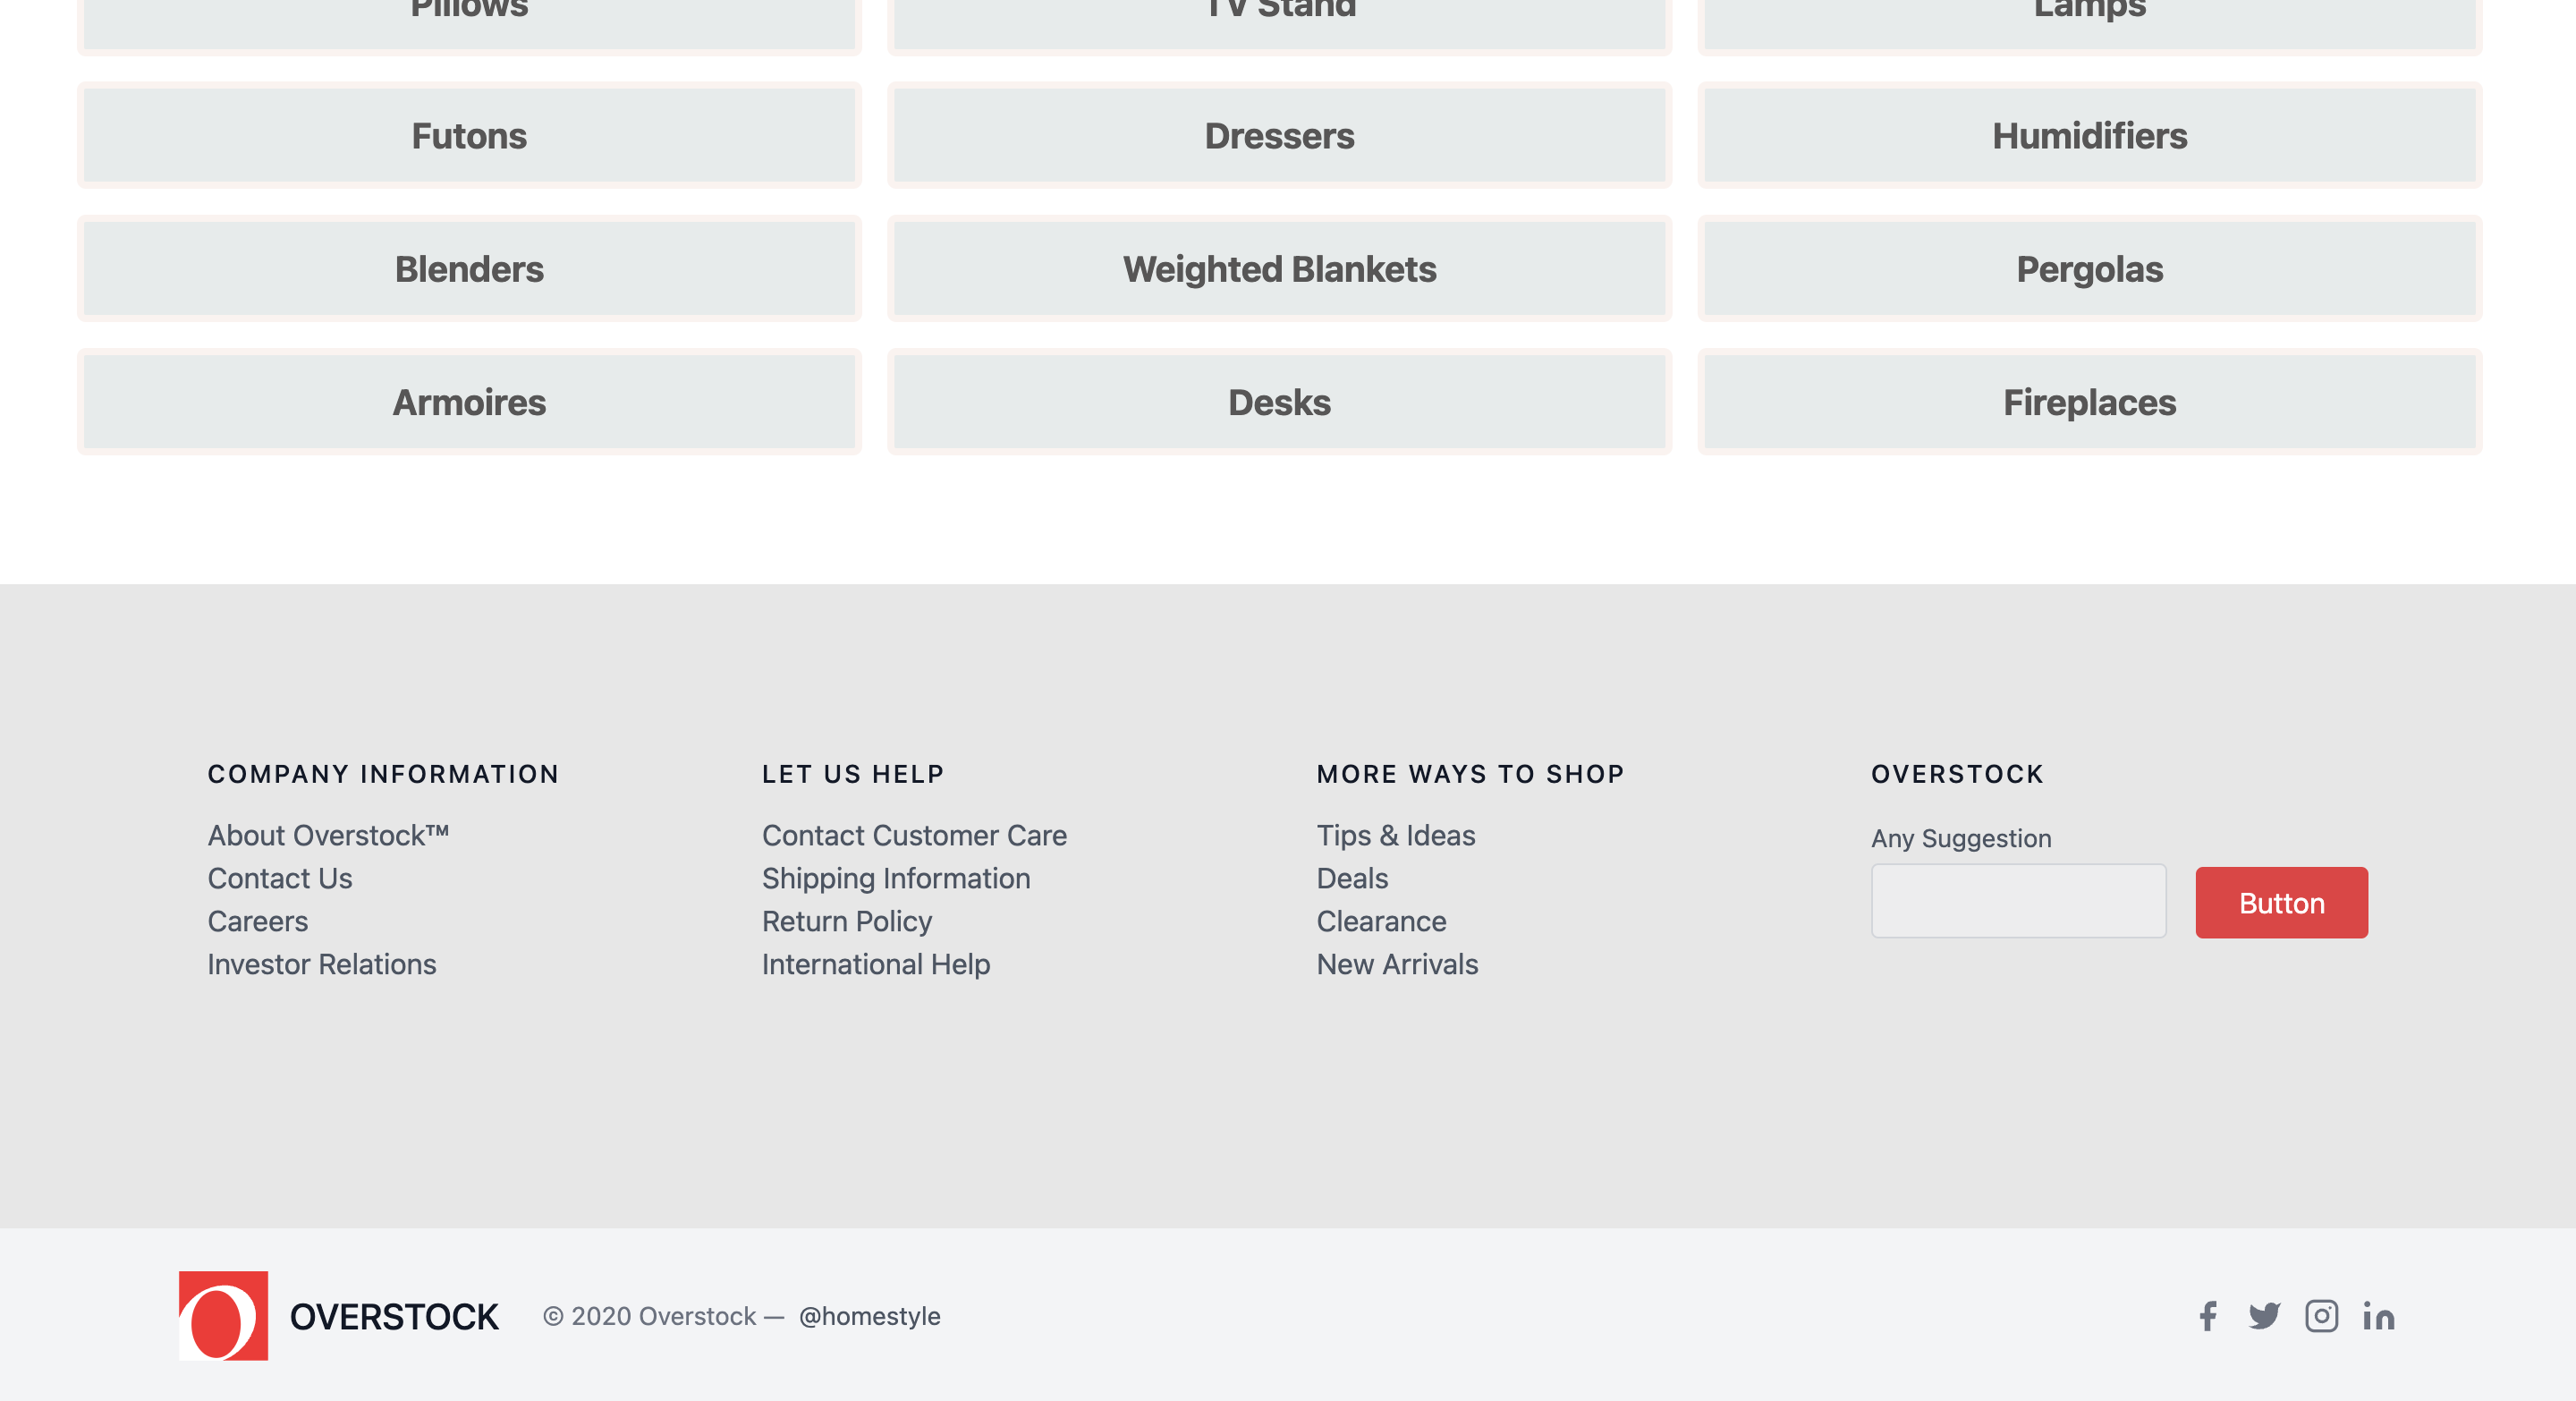 Pillows TV Stand Lamps
Futons Dressers Humidifiers
Blenders Weighted Blankets Pergolas
Armoires Desks Fireplaces
COMPANY INFORMATION
About Overstock™
Contact Us
Careers
Investor Relations
LET US HELP
Contact Customer Care
Shipping Information
Return Policy
International Help
MORE WAYS TO SHOP
Tips & Ideas
Deals
Clearance
New Arrivals
OVERSTOCK
Any Suggestion
Button
OVERSTOCK © 2020 Overstock — @homestyle